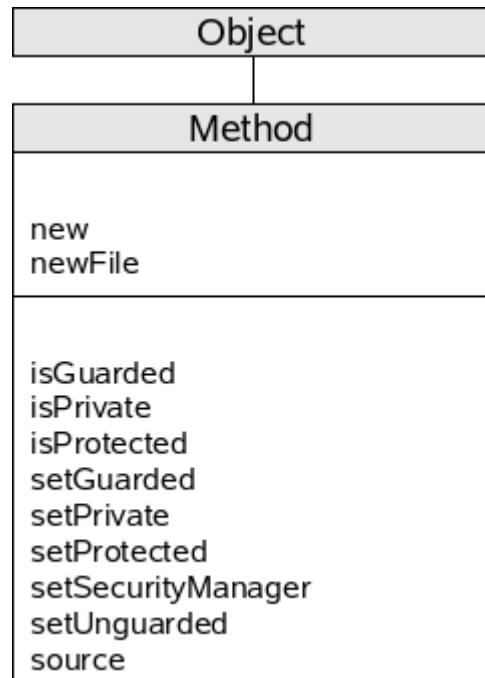 Object
Method
new
newFile
isGuarded
isPrivate
isProtected
setGuarded
setPrivate
setProtected
setSecurityManager
setUnguarded
source